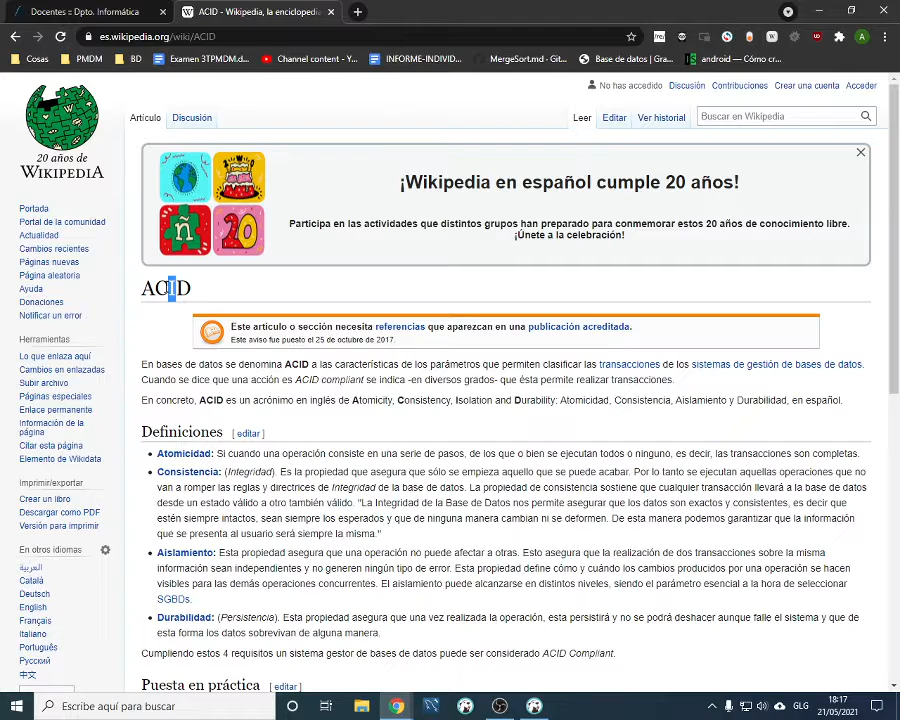 Docentes :: Dpto. Informática
ACID - Wikipedia, la enciclopedi
es.wikipedia.org/wiki/ACID
Cosas
PMDM
BD
Examen 3TPMDM.d...
Channel content - Y...
INFORME-INDIVID...
MergeSort.md - Git...
Base de datos | Gra...
android — Cómo cr...
No has accedido Discusión Contribuciones Crear una cuenta Acceder
Artículo Discusión
Leer Editar Ver historial
Buscar en Wikipedia
20 años de
WIKIPEDIA
¡Wikipedia en español cumple 20 años!
Participa en las actividades que distintos grupos han preparado para conmemorar estos 20 años de conocimiento libre.
¡Únete a la celebración!
ñ
20
Portada
Portal de la comunidad
Actualidad
Cambios recientes
Páginas nuevas
Página aleatoria
Ayuda
Donaciones
Notificar un error
Herramientas
Lo que enlaza aquí
Cambios en enlazadas
Subir archivo
Páginas especiales
Enlace permanente
Información de la
página
Citar esta página
Elemento de Wikidata
Imprimir/exportar
Crear un libro
Descargar como PDF
Versión para imprimir
En otros idiomas
العربية
Català
Deutsch
English
Français
Italiano
Português
Русский
中文
ACID
Este artículo o sección necesita referencias que aparezcan en una publicación acreditada.
Este aviso fue puesto el 25 de octubre de 2017.
En bases de datos se denomina ACID a las características de los parámetros que permiten clasificar las transacciones de los sistemas de gestión de bases de datos.
Cuando se dice que una acción es ACID compliant se indica -en diversos grados- que ésta permite realizar transacciones.
En concreto, ACID es un acrónimo en inglés de Atomicity, Consistency, Isolation and Durability: Atomicidad, Consistencia, Aislamiento y Durabilidad, en español.
Definiciones [ editar ]
Atomicidad: Si cuando una operación consiste en una serie de pasos, de los que o bien se ejecutan todos o ninguno, es decir, las transacciones son completas.
Consistencia: (Integridad). Es la propiedad que asegura que sólo se empieza aquello que se puede acabar. Por lo tanto se ejecutan aquellas operaciones que no
van a romper las reglas y directrices de Integridad de la base de datos. La propiedad de consistencia sostiene que cualquier transacción llevará a la base de datos
desde un estado válido a otro también válido. "La Integridad de la Base de Datos nos permite asegurar que los datos son exactos y consistentes, es decir que
estén siempre intactos, sean siempre los esperados y que de ninguna manera cambian ni se deformen. De esta manera podemos garantizar que la información
que se presenta al usuario será siempre la misma."
Aislamiento: Esta propiedad asegura que una operación no puede afectar a otras. Esto asegura que la realización de dos transacciones sobre la misma
información sean independientes y no generen ningún tipo de error. Esta propiedad define cómo y cuándo los cambios producidos por una operación se hacen
visibles para las demás operaciones concurrentes. El aislamiento puede alcanzarse en distintos niveles, siendo el parámetro esencial a la hora de seleccionar
SGBDs.
Durabilidad: (Persistencia). Esta propiedad asegura que una vez realizada la operación, esta persistirá y no se podrá deshacer aunque falle el sistema y que de
esta forma los datos sobrevivan de alguna manera.
Cumpliendo estos 4 requisitos un sistema gestor de bases de datos puede ser considerado ACID Compliant.
Puesta en práctica [ editar ]
Escribe aquí para buscar
GLG
18:17
21/05/2021